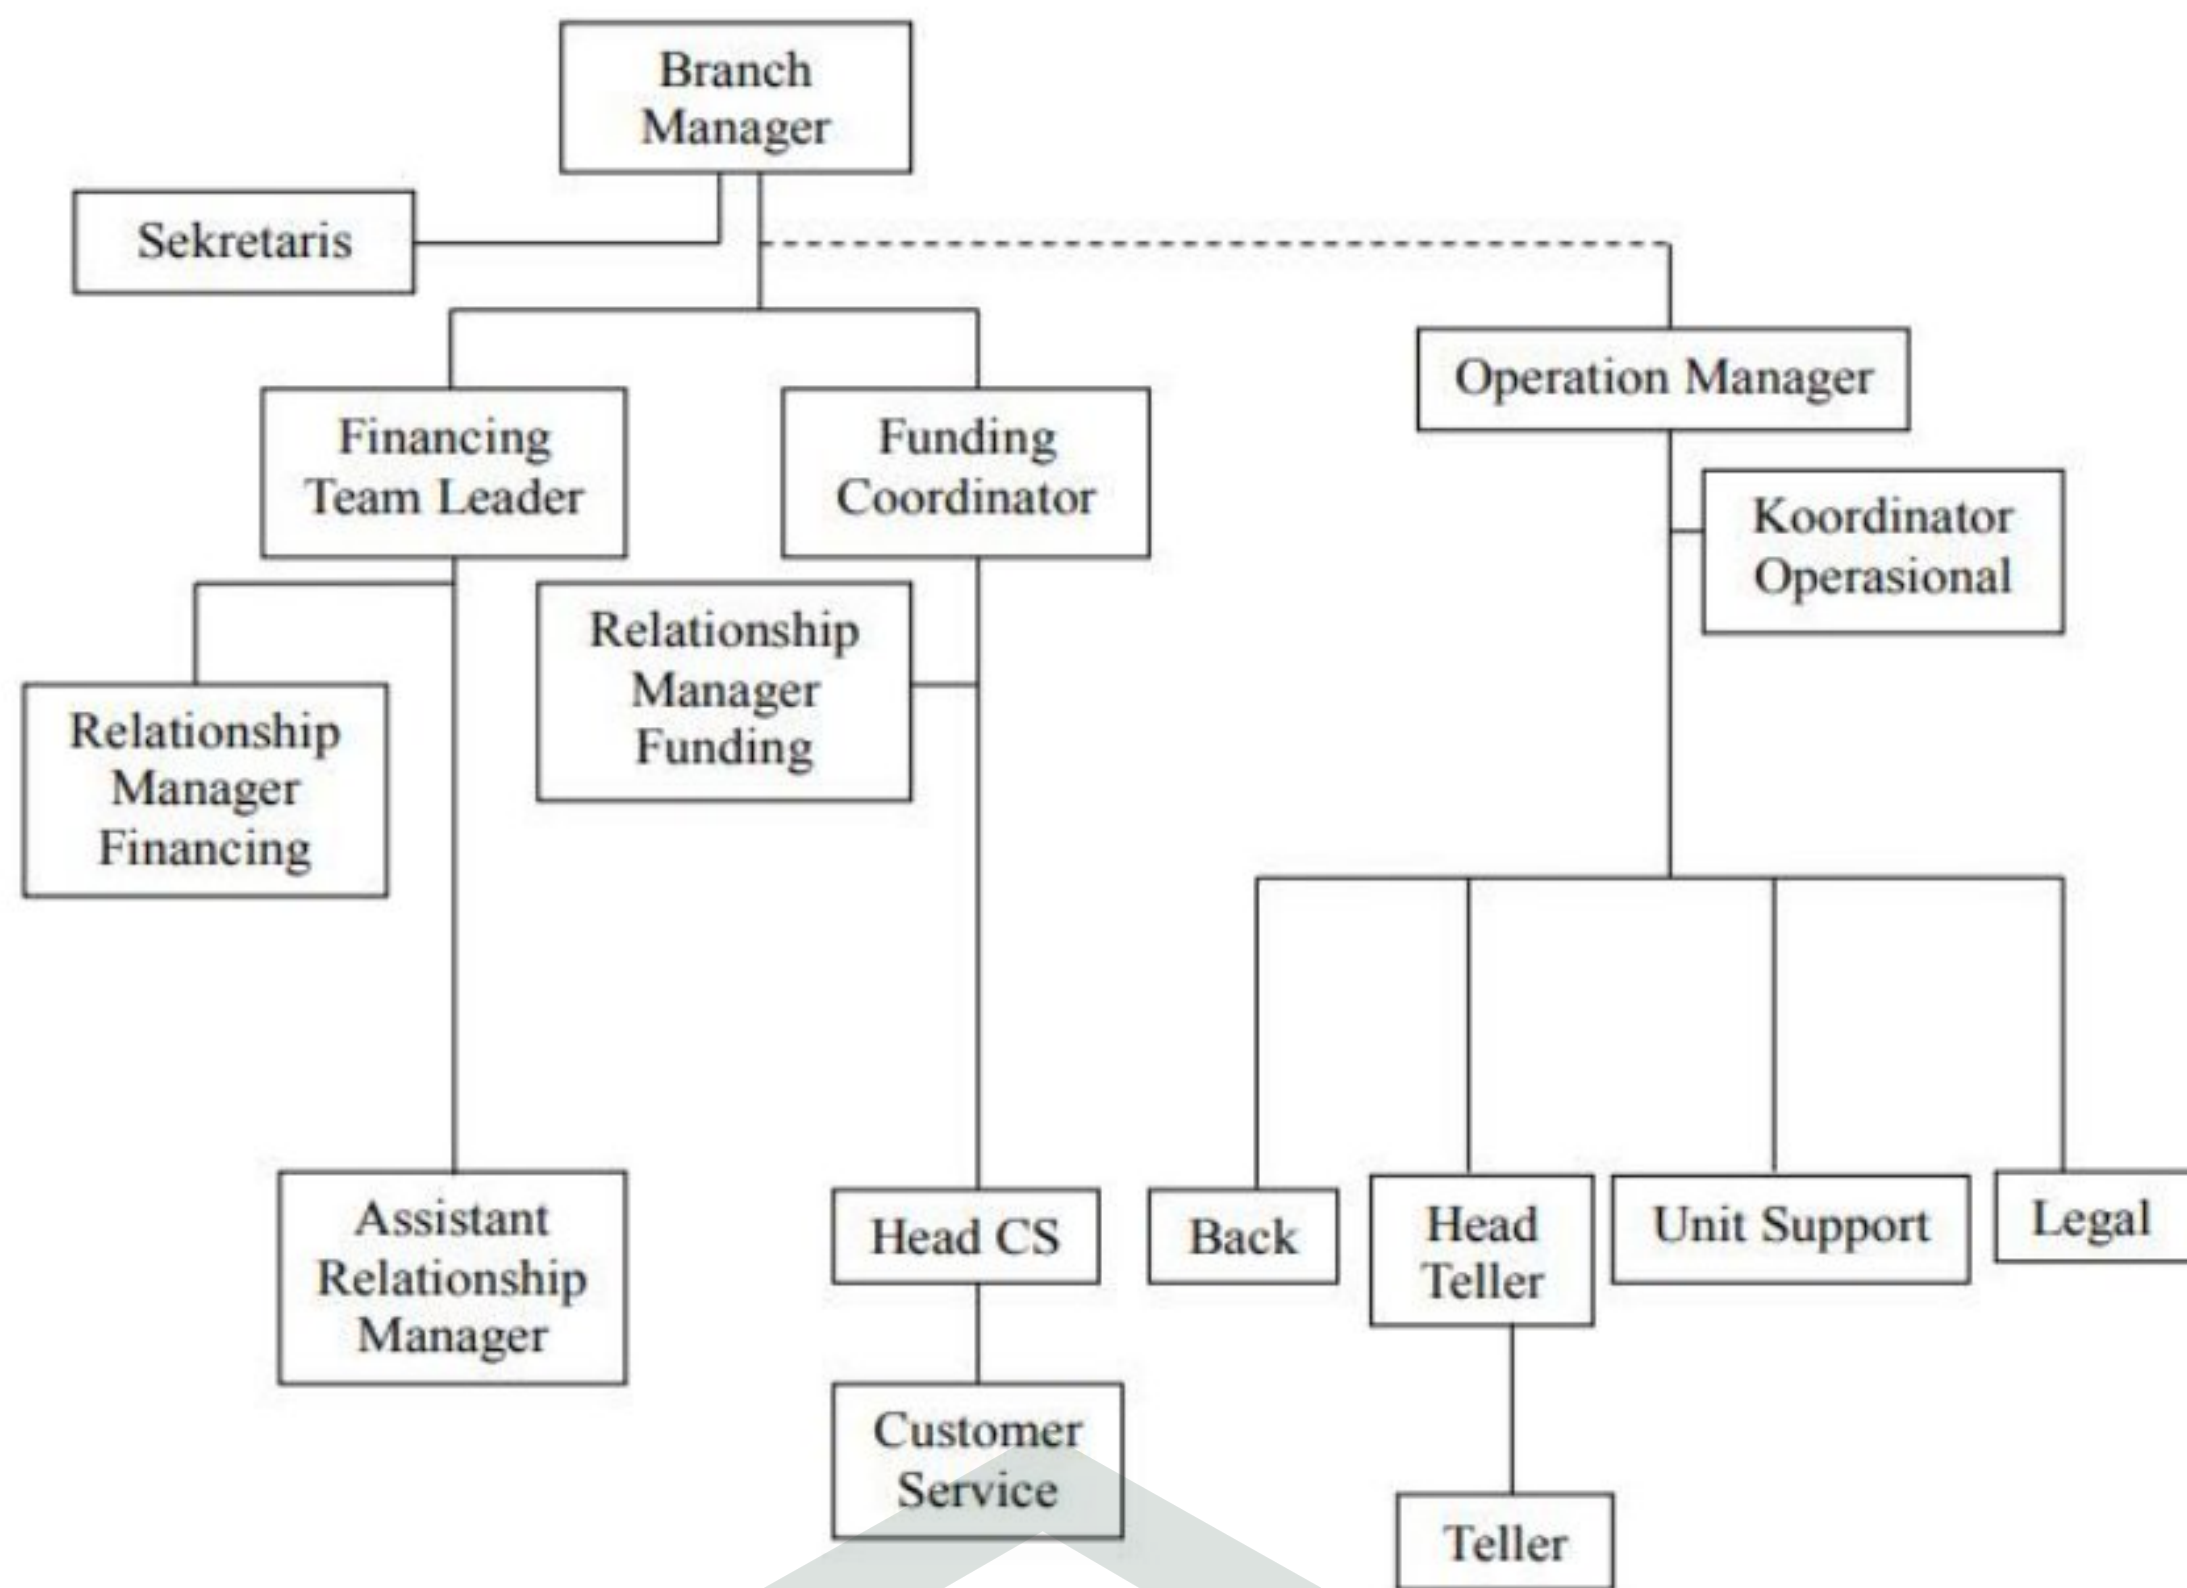 Branch
Manager
Sekretaris
Operation Manager
Financing
Team Leader
Funding
Coordinator
Koordinator
Operasional
Relationship
Manager
Funding
Relationship
Manager
Financing
Assistant
Relationship
Manager
Head CS
Back
Head
Teller
Unit Support
Legal
Customer
Service
Teller